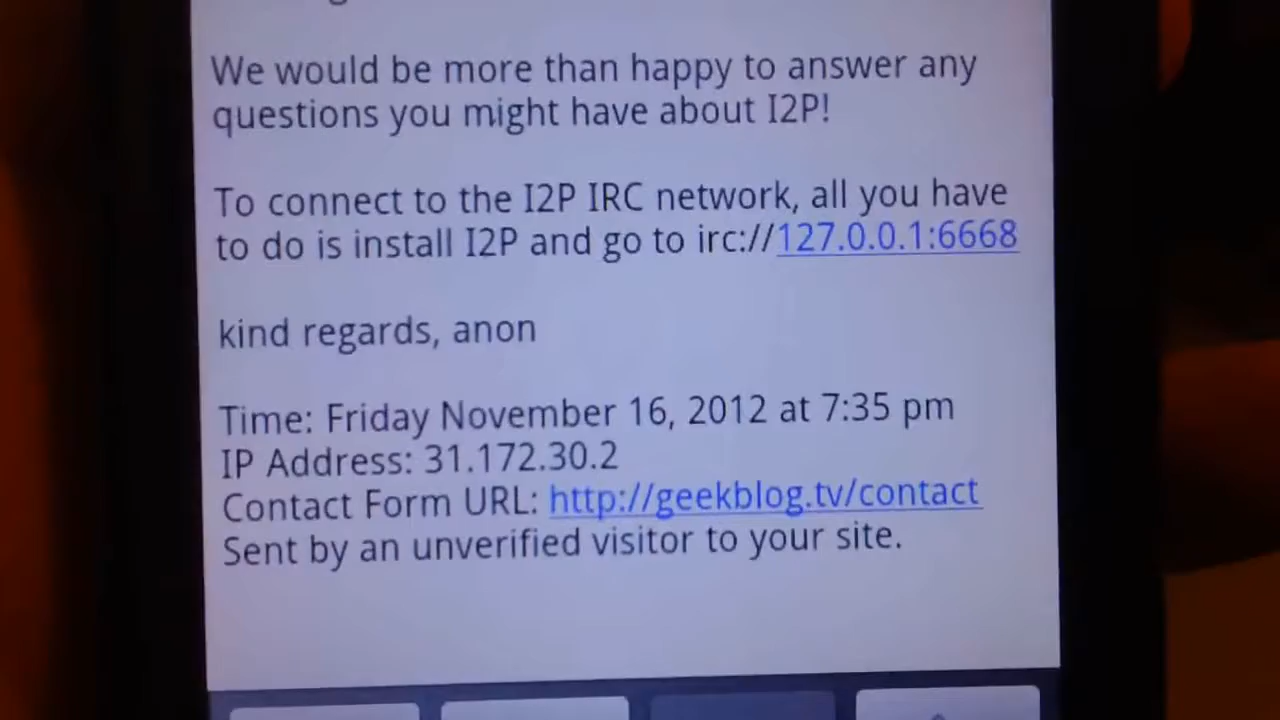 We would be more than happy to answer any
questions you might have about I2P!
To connect to the I2P IRC network, all you have
to do is install I2P and go to irc://127.0.0.1:6668
kind regards, anon
Time: Friday November 16, 2012 at 7:35 pm
IP Address: 31.172.30.2
Contact Form URL: http://geekblog.tv/contact
Sent by an unverified visitor to your site.